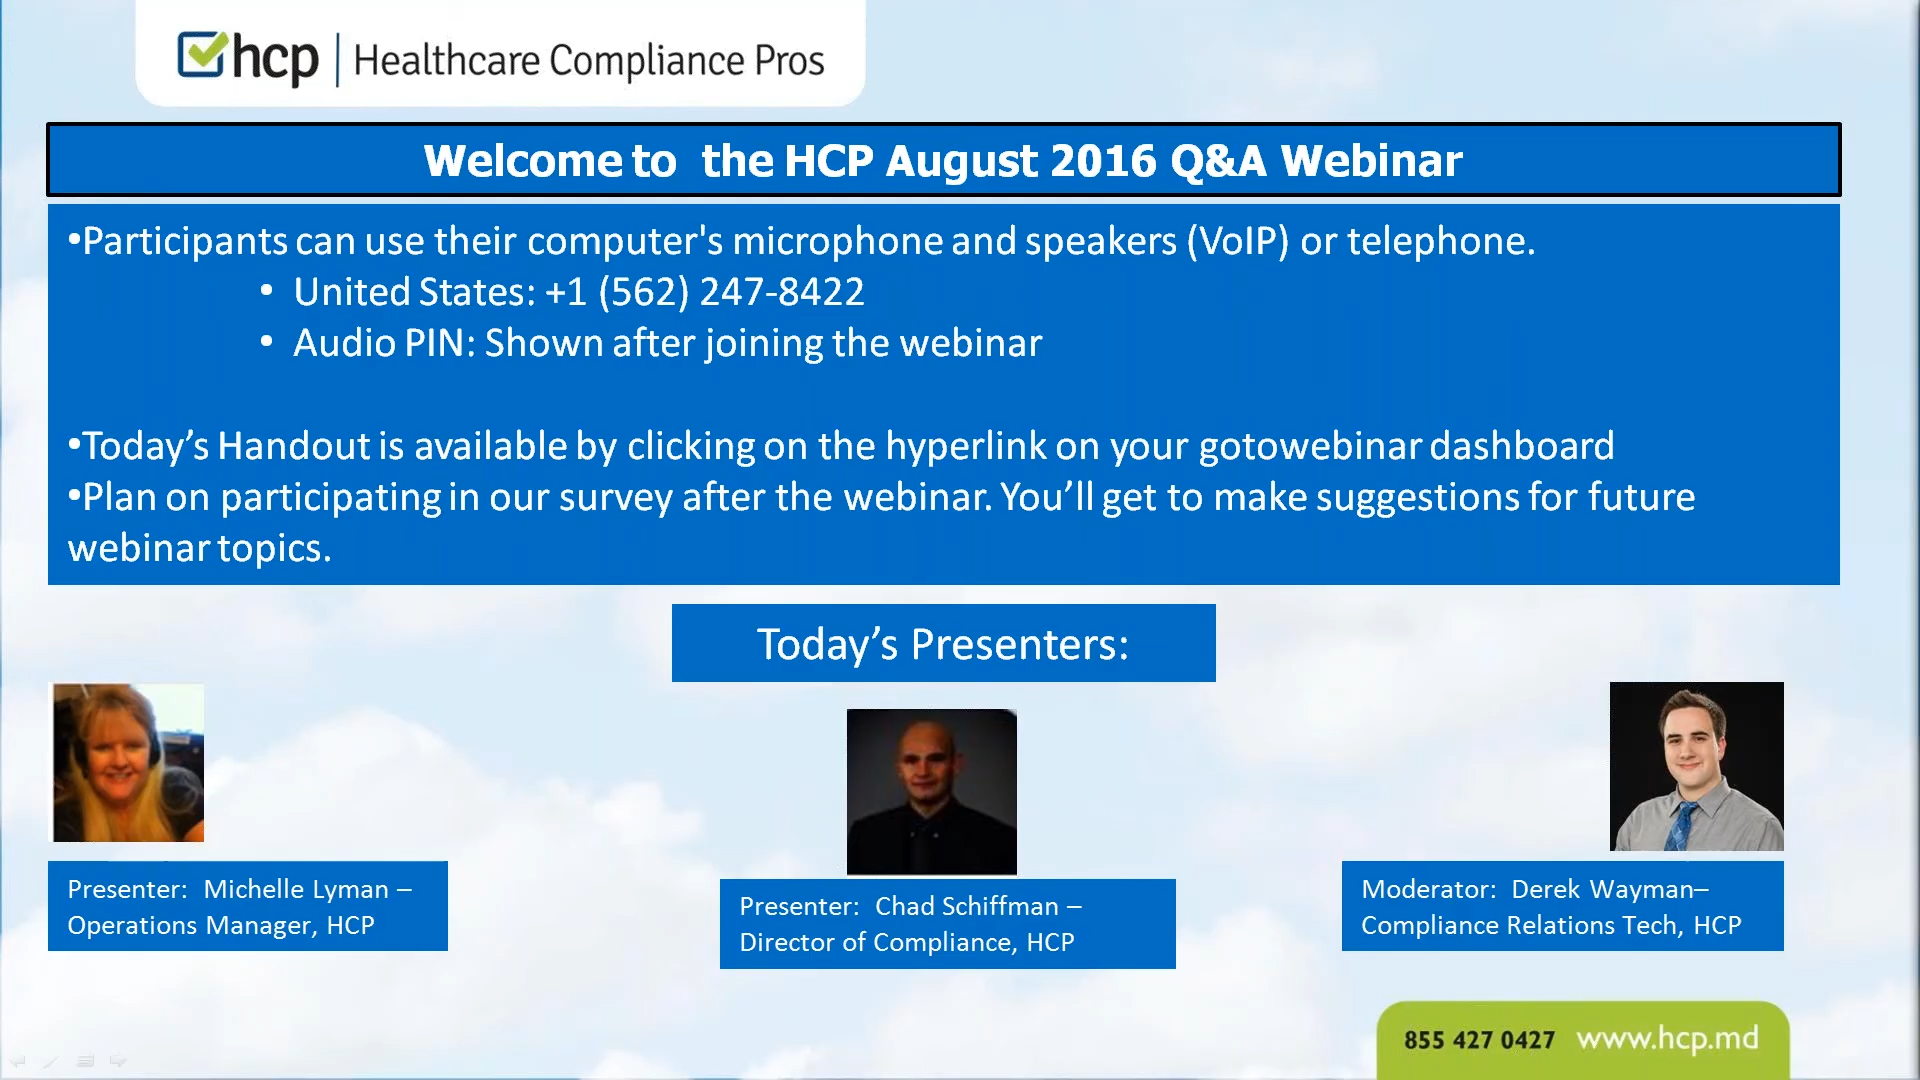 hcp | Healthcare Compliance Pros
Welcome to the HCP August 2016 Q&A Webinar
•Participants can use their computer's microphone and speakers (VoIP) or telephone.
• United States: +1 (562) 247-8422
• Audio PIN: Shown after joining the webinar
•Today’s Handout is available by clicking on the hyperlink on your gotowebinar dashboard
•Plan on participating in our survey after the webinar. You’ll get to make suggestions for future
webinar topics.
Today’s Presenters:
Presenter: Michelle Lyman –
Operations Manager, HCP
Presenter: Chad Schiffman –
Director of Compliance, HCP
Moderator: Derek Wayman–
Compliance Relations Tech, HCP
855 427 0427 www.hcp.md